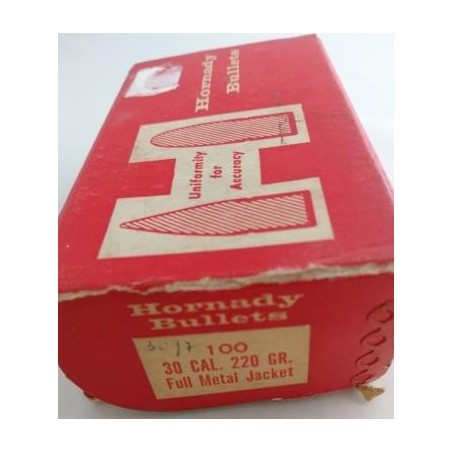 Hornady
Bullets
Uniformity
for
Accuracy
Hornady
Bullets
100
30 CAL. 220 GR.
Full Metal Jacket